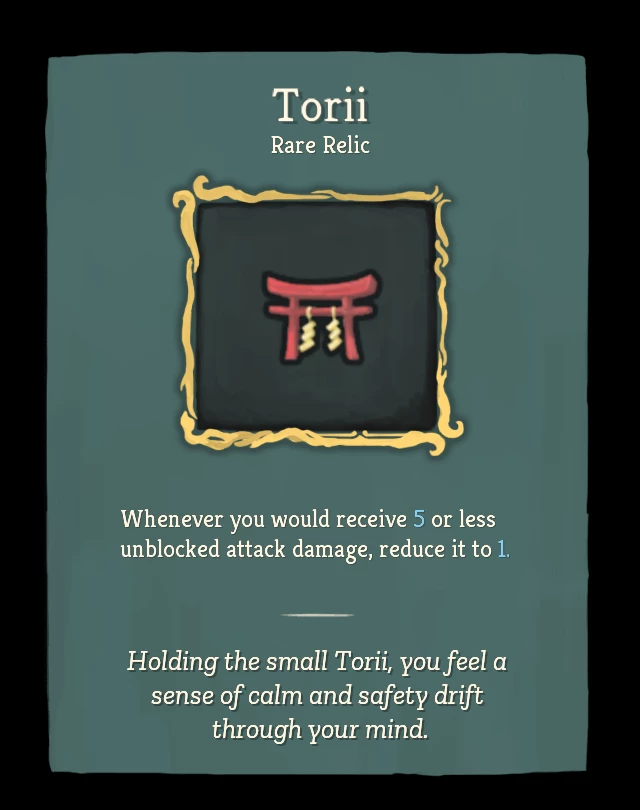 Torii
Rare Relic
Whenever you would receive 5 or less
unblocked attack damage, reduce it to 1.
Holding the small Torii, you feel a
sense of calm and safety drift
through your mind.